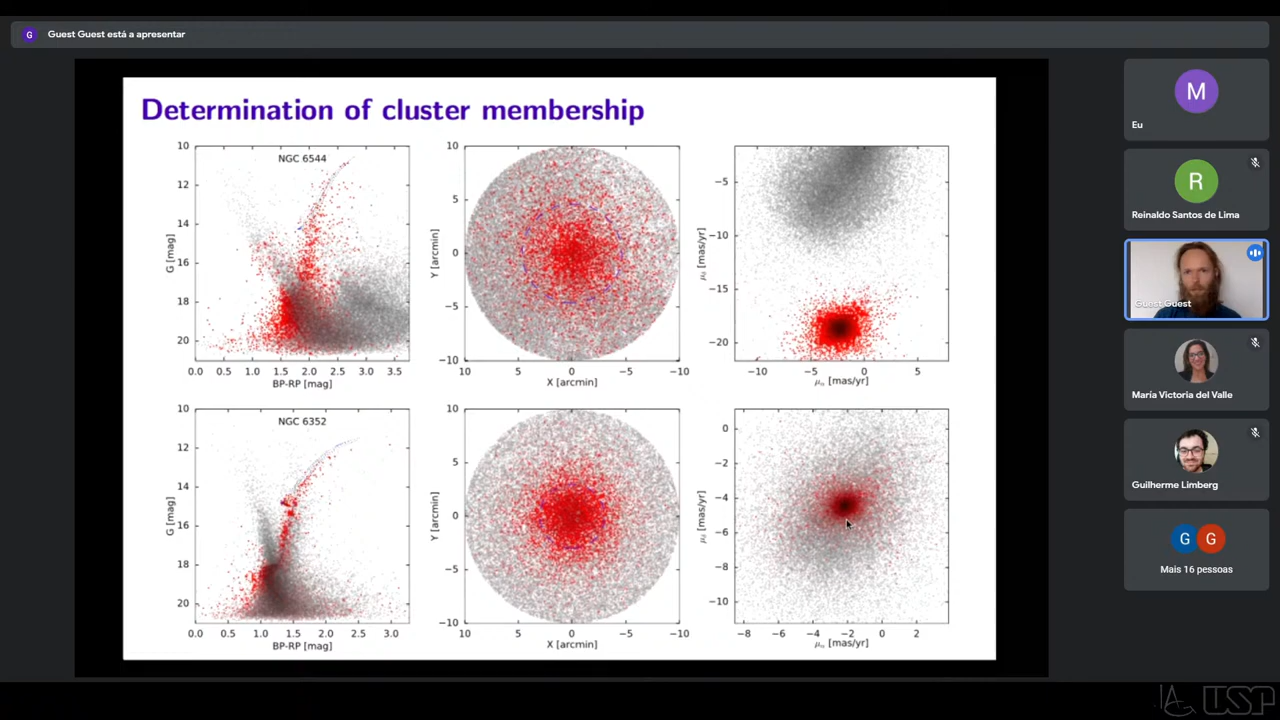 G Guest Guest está a apresentar
Determination of cluster membership
NGC 6544
10
12
14
16
18
20
G [mag]
0.0 0.5 1.0 1.5 2.0 2.5 3.0 3.5
BP-RP [mag]
10
5
0
−5
−10
Y [arcmin]
10 5 0 −5 −10
X [arcmin]
−5
−10
−15
−20
μδ [mas/yr]
−10 −5 0 5
μα [mas/yr]
NGC 6352
10
12
14
16
18
20
G [mag]
0.0 0.5 1.0 1.5 2.0 2.5 3.0
BP-RP [mag]
10
5
0
−5
−10
Y [arcmin]
10 5 0 −5 −10
X [arcmin]
0
−2
−4
−6
−8
−10
μδ [mas/yr]
−8 −6 −4 −2 0 2
μα [mas/yr]
M
Eu
R
Reinaldo Santos de Lima
Guest Guest
María Victoria del Valle
Guilherme Limberg
G G
Mais 16 pessoas
USP